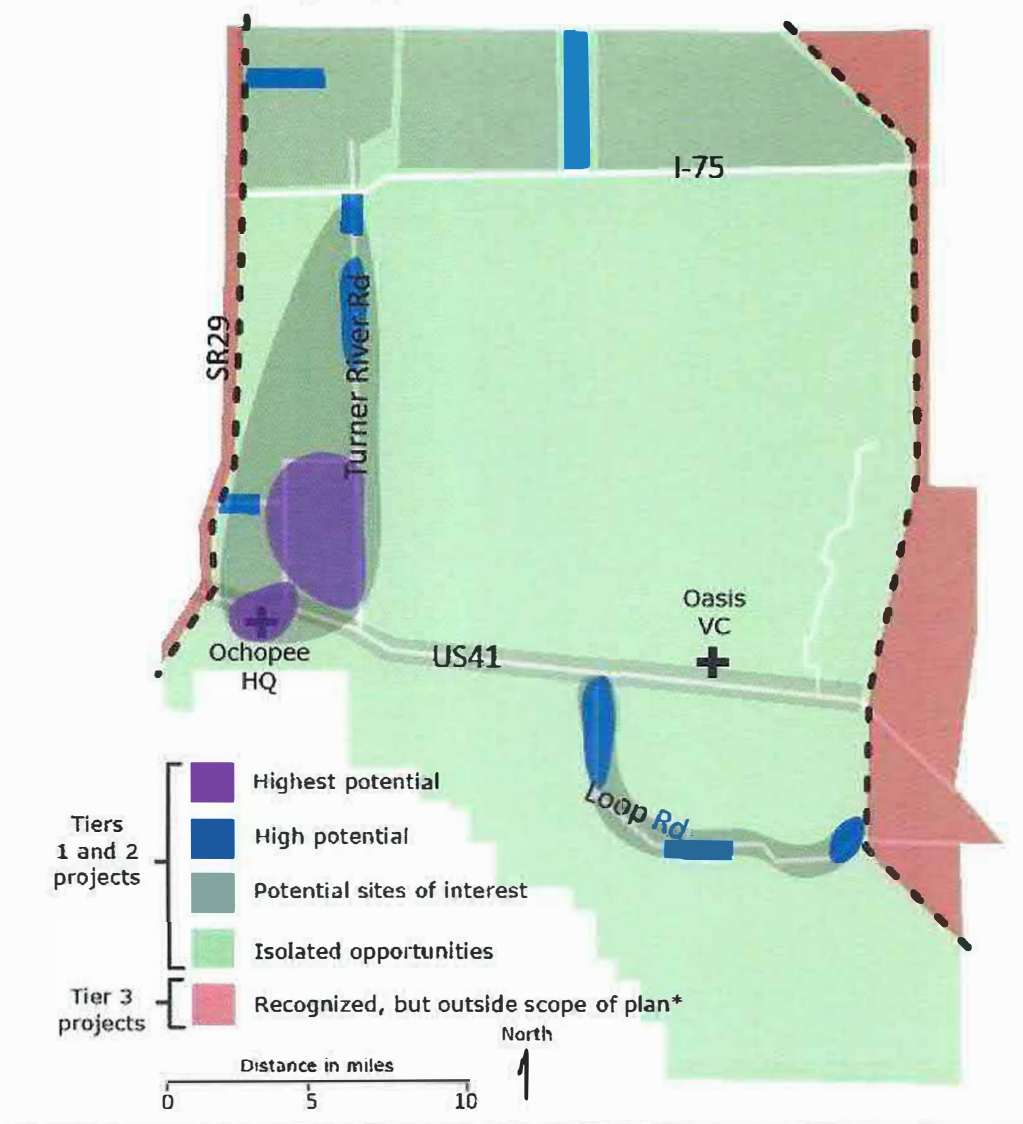 I-75
SR29
Turner River Rd
Oasis
VC
Ochopee
HQ
US41
Loop Rd
Tiers
1 and 2
projects
Highest potential
High potential
Potential sites of interest
Isolated opportunities
Tier 3
projects
Recognized, but outside scope of plan*
North
Distance in miles
0 5 10